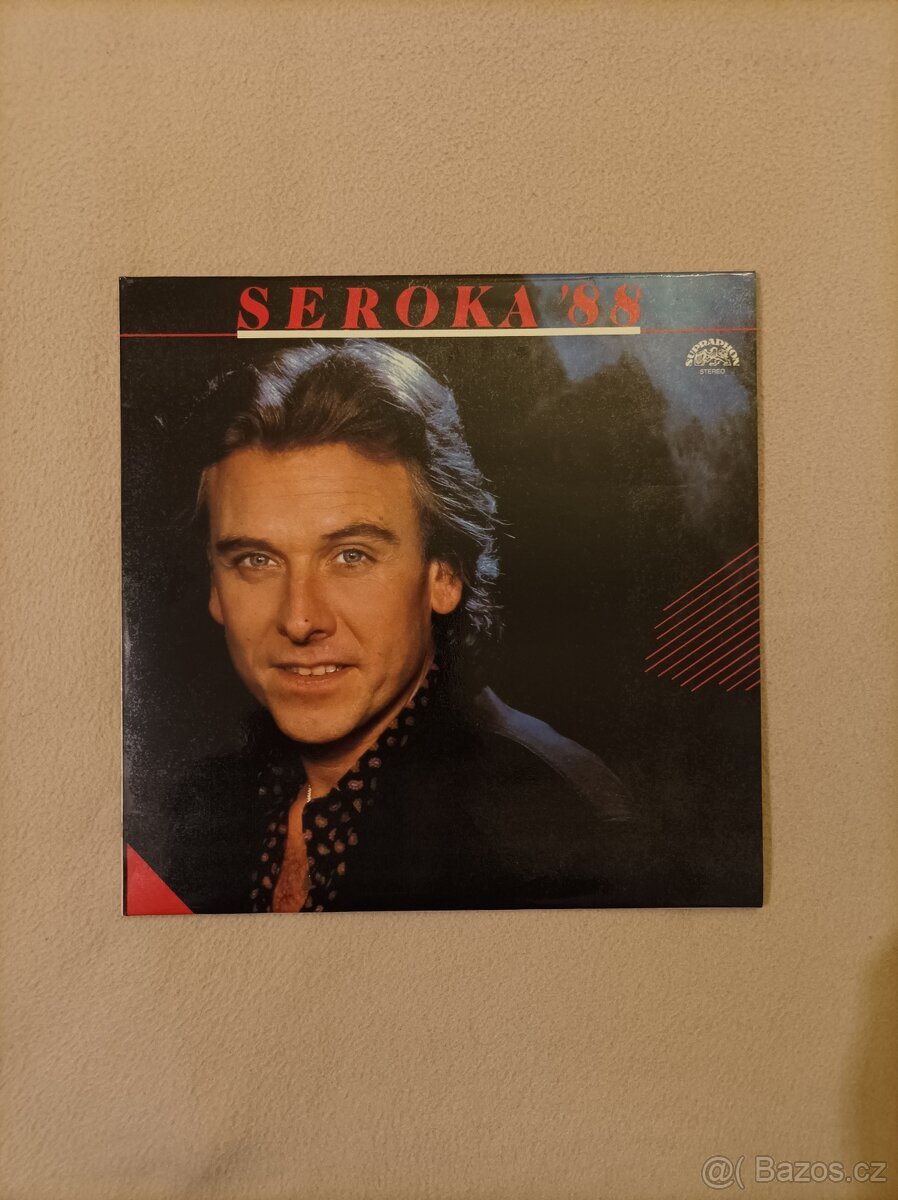 SEROKA '88
SUPRAPHON
STEREO
@( Bazos.cz